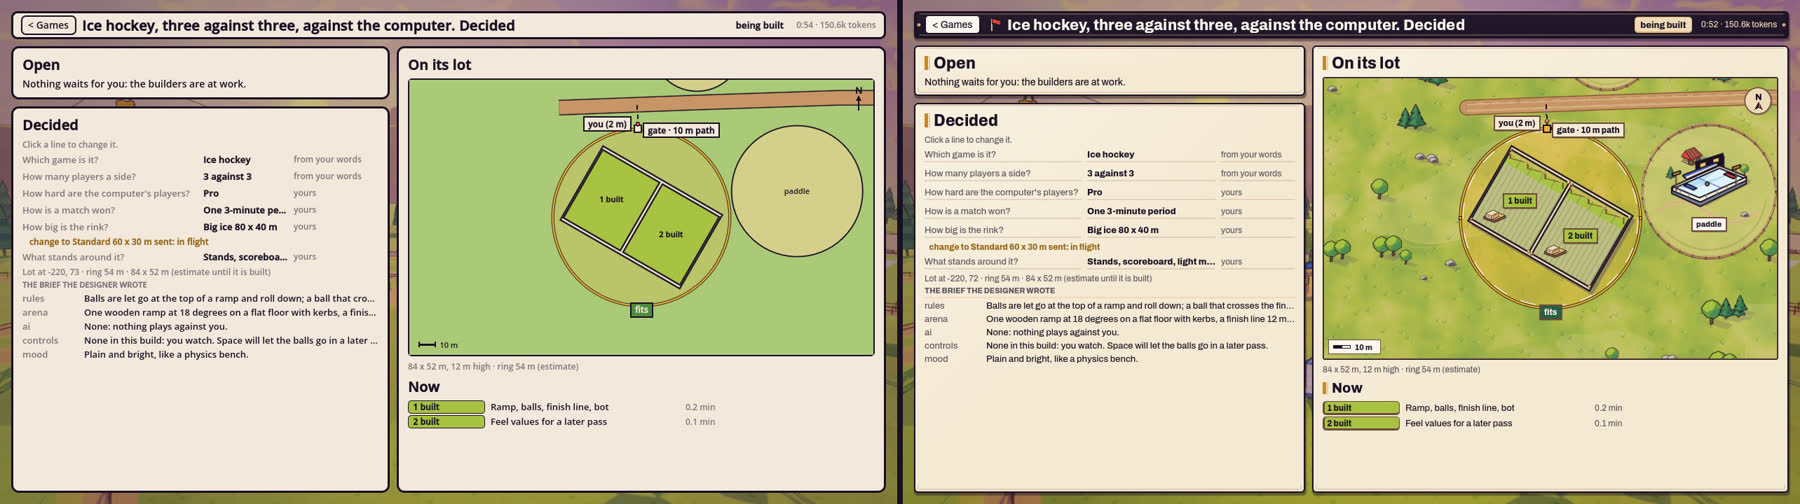 < Games
Ice hockey, three against three, against the computer. Decided
being built
0:54 · 150.6k tokens
Open
Nothing waits for you: the builders are at work.
Decided
Click a line to change it.
Which game is it? Ice hockey from your words
How many players a side? 3 against 3 from your words
How hard are the computer's players? Pro yours
How is a match won? One 3-minute pe... yours
How big is the rink? Big ice 80 x 40 m yours
change to Standard 60 x 30 m sent: in flight
What stands around it? Stands, scoreboa... yours
Lot at -220, 73 · ring 54 m · 84 x 52 m (estimate until it is built)
THE BRIEF THE DESIGNER WROTE
rules Balls are let go at the top of a ramp and roll down; a ball that cro...
arena One wooden ramp at 18 degrees on a flat floor with kerbs, a finis...
ai None: nothing plays against you.
controls None in this build: you watch. Space will let the balls go in a later ...
mood Plain and bright, like a physics bench.
On its lot
N
you (2 m)
gate · 10 m path
1 built
2 built
paddle
fits
10 m
84 x 52 m, 12 m high · ring 54 m (estimate)
Now
1 built Ramp, balls, finish line, bot 0.2 min
2 built Feel values for a later pass 0.1 min
< Games
Ice hockey, three against three, against the computer. Decided
being built
0:52 · 150.6k tokens
Open
Nothing waits for you: the builders are at work.
Decided
Click a line to change it.
Which game is it? Ice hockey from your words
How many players a side? 3 against 3 from your words
How hard are the computer's players? Pro yours
How is a match won? One 3-minute period yours
How big is the rink? Big ice 80 x 40 m yours
change to Standard 60 x 30 m sent: in flight
What stands around it? Stands, scoreboard, light m... yours
Lot at -220, 72 · ring 54 m · 84 x 52 m (estimate until it is built)
THE BRIEF THE DESIGNER WROTE
rules Balls are let go at the top of a ramp and roll down; a ball that crosses the fin...
arena One wooden ramp at 18 degrees on a flat floor with kerbs, a finish line 12 m...
ai None: nothing plays against you.
controls None in this build: you watch. Space will let the balls go in a later pass.
mood Plain and bright, like a physics bench.
On its lot
N
you (2 m)
gate · 10 m path
1 built
2 built
paddle
fits
10 m
84 x 52 m, 12 m high · ring 54 m (estimate)
Now
1 built Ramp, balls, finish line, bot 0.2 min
2 built Feel values for a later pass 0.1 min